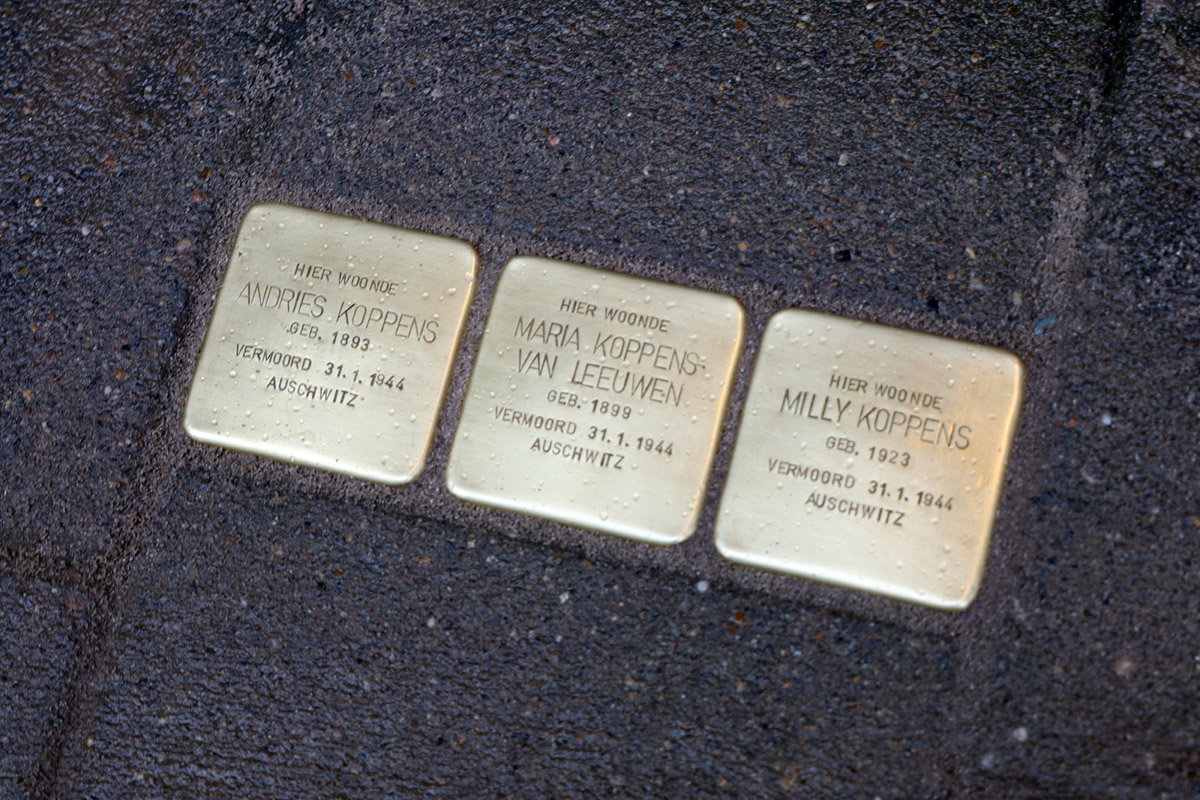 HIER WOONDE
ANDRIES KOPPENS
GEB. 1893
VERMOORD 31.1.1944
AUSCHWITZ
HIER WOONDE
MARIA KOPPENS-
VAN LEEUWEN
GEB. 1899
VERMOORD 31.1.1944
AUSCHWITZ
HIER WOONDE
MILLY KOPPENS
GEB. 1923
VERMOORD 31.1.1944
AUSCHWITZ